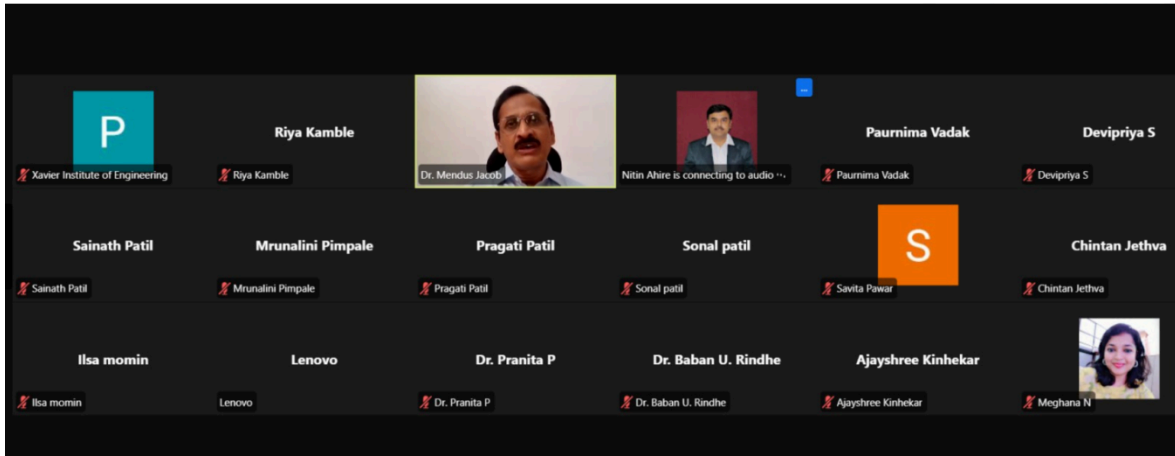 P
Xavier Institute of Engineering
Riya Kamble
Riya Kamble
Dr. Mendus Jacob
...
Nitin Ahire is connecting to audio ...
Paurnima Vadak
Paurnima Vadak
Devipriya S
Devipriya S
Sainath Patil
Sainath Patil
Mrunalini Pimpale
Mrunalini Pimpale
Pragati Patil
Pragati Patil
Sonal patil
Sonal patil
S
Savita Pawar
Chintan Jethva
Chintan Jethva
Ilsa momin
Ilsa momin
Lenovo
Lenovo
Dr. Pranita P
Dr. Pranita P
Dr. Baban U. Rindhe
Dr. Baban U. Rindhe
Ajayshree Kinhekar
Ajayshree Kinhekar
Meghana N